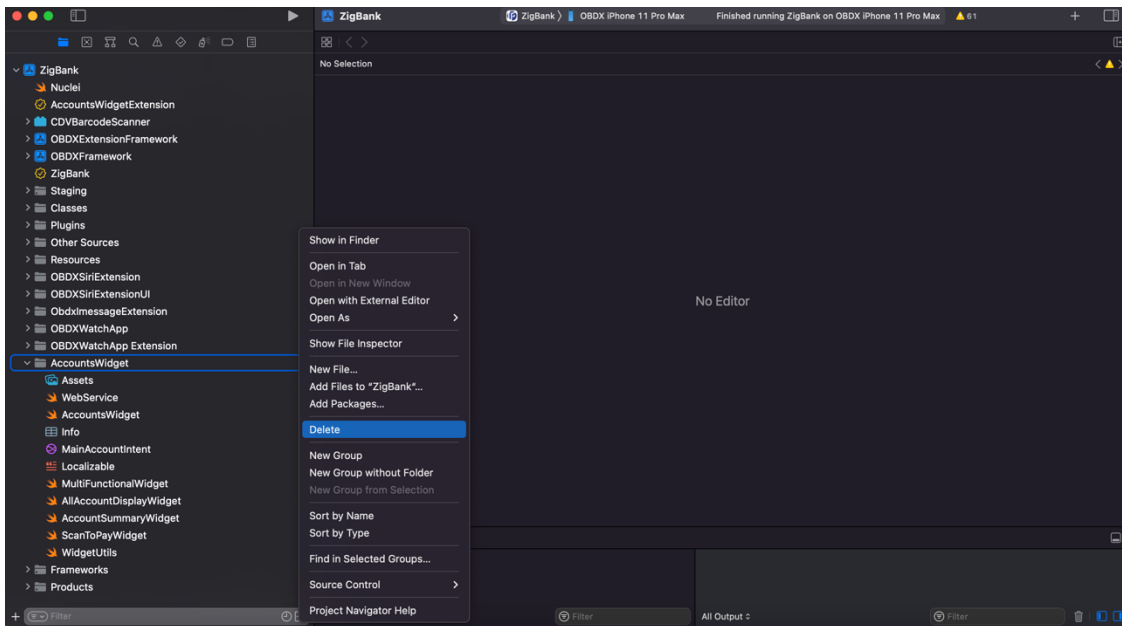 ZigBank
ZigBank 〉 OBDX iPhone 11 Pro Max
Finished running ZigBank on OBDX iPhone 11 Pro Max
61
No Selection
ZigBank
Nuclei
AccountsWidgetExtension
CDVBarcodeScanner
OBDXExtensionFramework
OBDXFramework
ZigBank
Staging
Classes
Plugins
Other Sources
Resources
OBDXSiriExtension
OBDXSiriExtensionUI
ObdxImessageExtension
OBDXWatchApp
OBDXWatchApp Extension
AccountsWidget
Assets
WebService
AccountsWidget
Info
MainAccountIntent
Localizable
MultiFunctionalWidget
AllAccountDisplayWidget
AccountSummaryWidget
ScanToPayWidget
WidgetUtils
Frameworks
Products
Filter
Show in Finder
Open in Tab
Open in New Window
Open with External Editor
Open As
Show File Inspector
New File...
Add Files to "ZigBank"...
Add Packages...
Delete
New Group
New Group without Folder
New Group from Selection
Sort by Name
Sort by Type
Find in Selected Groups...
Source Control
Project Navigator Help
No Editor
Filter
All Output
Filter